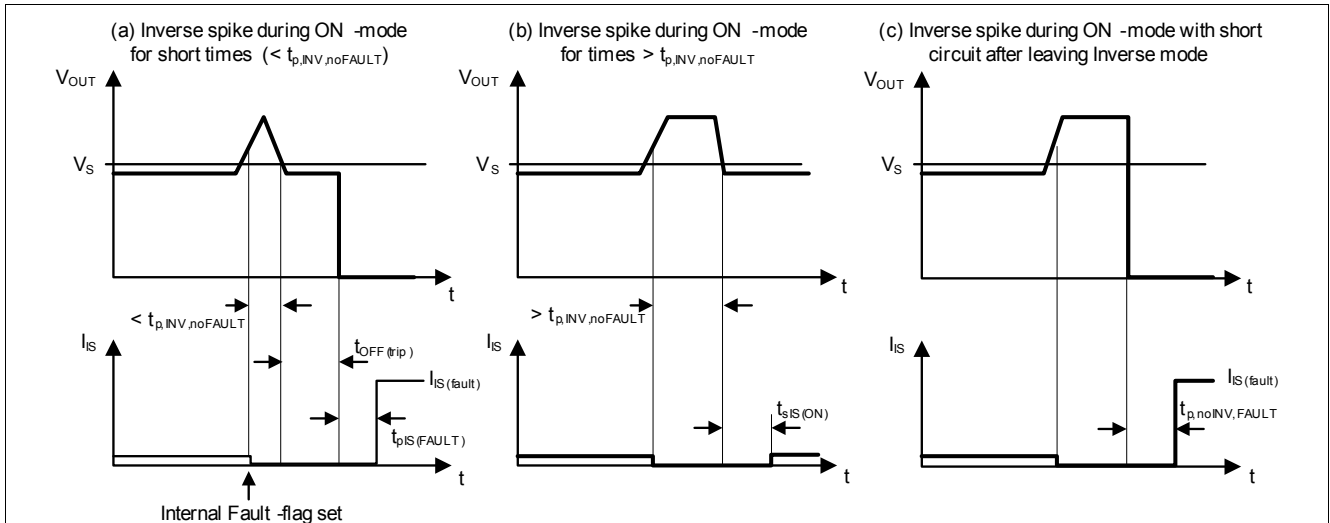 (a) Inverse spike during ON -mode
for short times (< tp,INV,noFAULT)
VOUT
VS
t
< tp,INV,noFAULT
tOFF(trip)
IIS
IIS(fault)
tpIS(FAULT)
t
Internal Fault -flag set
(b) Inverse spike during ON -mode
for times > tp,INV,noFAULT
VOUT
VS
t
> tp,INV,noFAULT
IIS
tsIS(ON)
t
(c) Inverse spike during ON -mode with short
circuit after leaving Inverse mode
VOUT
VS
t
IIS
IIS(fault)
tp,noINV,FAULT
t